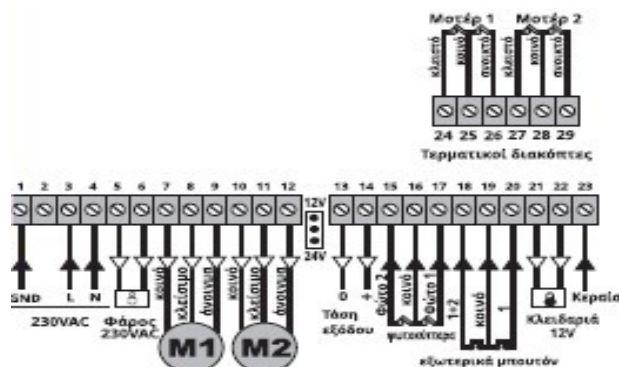 Μοτέρ 1 Μοτέρ 2
κλειστό κοινό ανοικτό κλειστό κοινό ανοικτό
24 25 26 27 28 29
Τερματικοί διακόπτες
1 2 3 4 5 6 7 8 9 10 11 12 12V 13 14 15 16 17 18 19 20 21 22 23
24V
GND L N
230VAC
Φάρος
230VAC
κοινό κλείσιμο άνοιγμα κοινό κλείσιμο άνοιγμα
M1 M2
0 +
Τάση
εξόδου
Φώτο 2 κοινό Φώτο 1
φωτοκύτταρα
1+2 κοινό 1
εξωτερικά μπουτόν
Κλειδαριά
12V
Κεραία